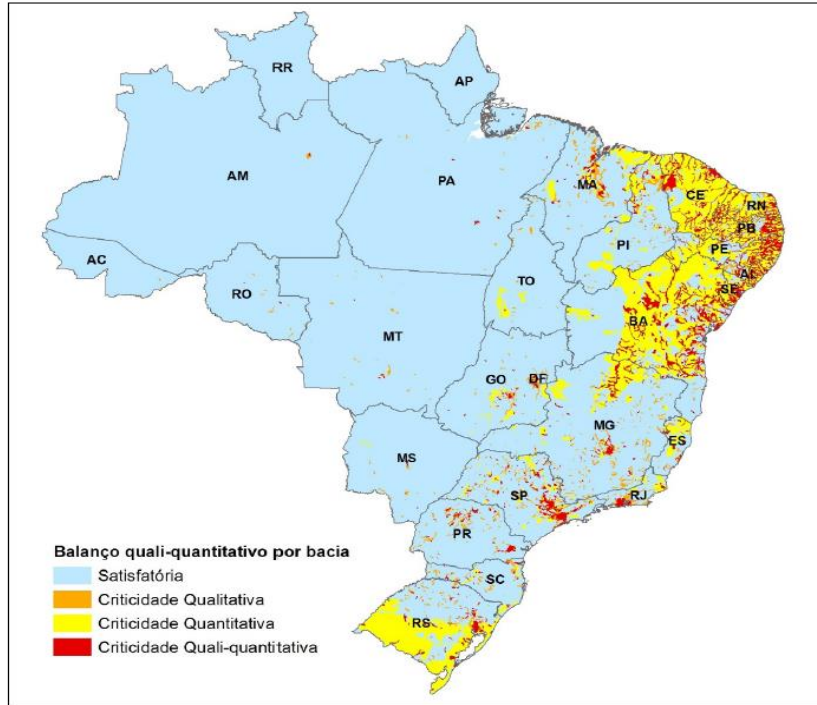 RR
AP
AM
PA
MA
CE
RN
PB
PE
PI
AL
SE
AC
RO
TO
BA
MT
GO
DF
MG
ES
MS
SP
RJ
PR
SC
RS
Balanço quali-quantitativo por bacia
Satisfatória
Criticidade Qualitativa
Criticidade Quantitativa
Criticidade Quali-quantitativa